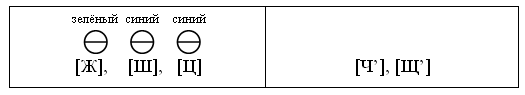 зелёный синий синий
[Ж], [Ш], [Ц]
[Ч’], [Щ’]